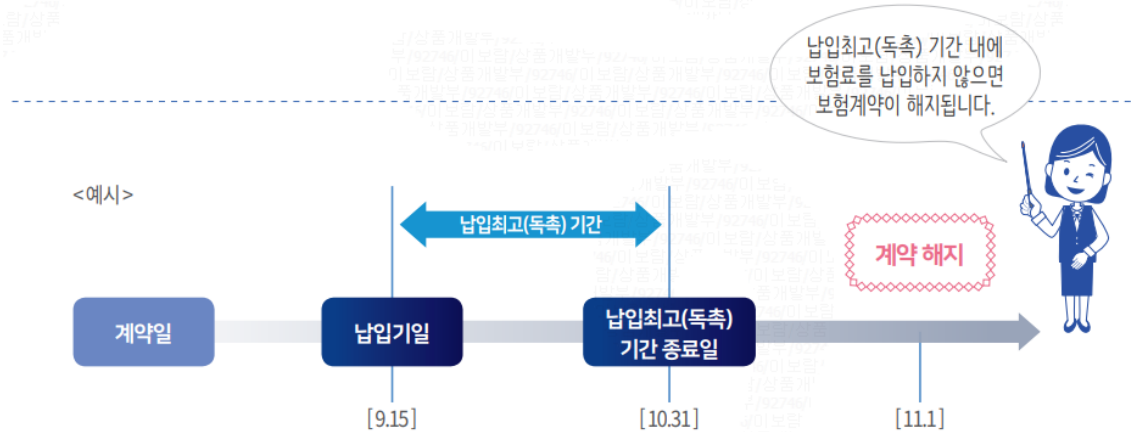 납입최고(독촉) 기간 내에
보험료를 납입하지 않으면
보험계약이 해지됩니다.
<예시>
납입최고(독촉) 기간
계약 해지
계약일
납입기일
납입최고(독촉)
기간 종료일
[9.15]
[10.31]
[11.1]